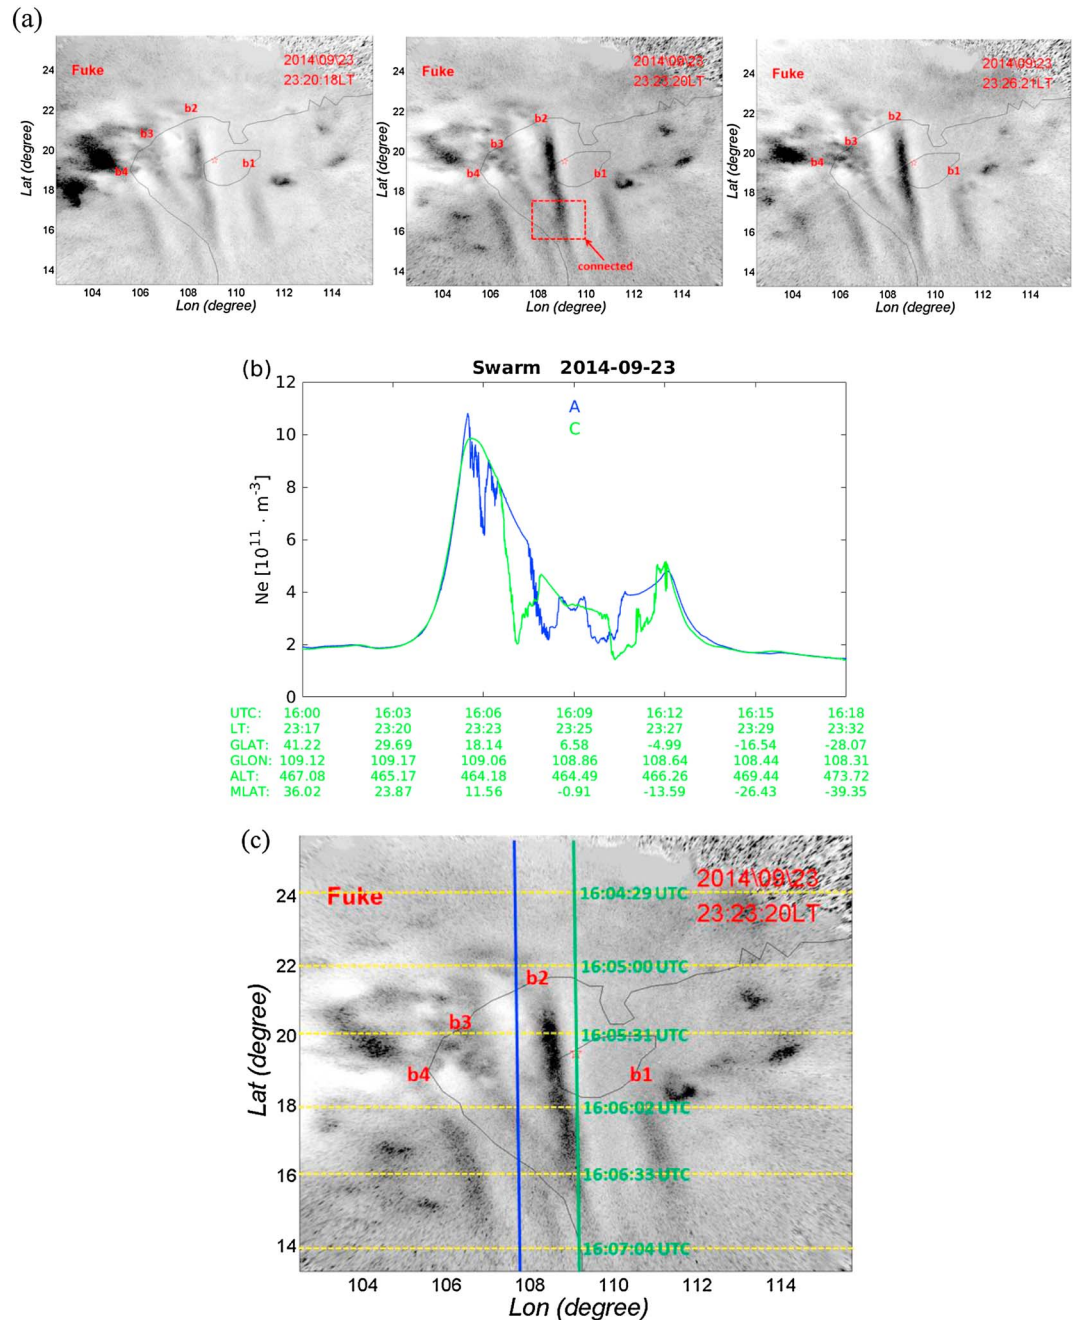 (a)
Lat (degree)
24
22
20
18
16
14
Fuke
2014\09\23
23:20:18LT
b2
b3
b4
b1
104 106 108 110 112 114
Lon (degree)
24
22
20
18
16
14
Fuke
2014\09\23
23:23:20LT
b2
b3
b4
b1
connected
104 106 108 110 112 114
Lon (degree)
24
22
20
18
16
14
Fuke
2014\09\23
23:26:21LT
b2
b3
b4
b1
104 106 108 110 112 114
Lon (degree)
(b)
Swarm 2014-09-23
Ne [10¹¹ · m⁻³]
12
10
8
6
4
2
0
A
C
UTC: 16:00 16:03 16:06 16:09 16:12 16:15 16:18
LT: 23:17 23:20 23:23 23:25 23:27 23:29 23:32
GLAT: 41.22 29.69 18.14 6.58 -4.99 -16.54 -28.07
GLON: 109.12 109.17 109.06 108.86 108.64 108.44 108.31
ALT: 467.08 465.17 464.18 464.49 466.26 469.44 473.72
MLAT: 36.02 23.87 11.56 -0.91 -13.59 -26.43 -39.35
(c)
Lat (degree)
24
22
20
18
16
14
Fuke
2014\09\23
23:23:20LT
16:04:29 UTC
16:05:00 UTC
b2
b3
16:05:31 UTC
b4
b1
16:06:02 UTC
16:06:33 UTC
16:07:04 UTC
104 106 108 110 112 114
Lon (degree)